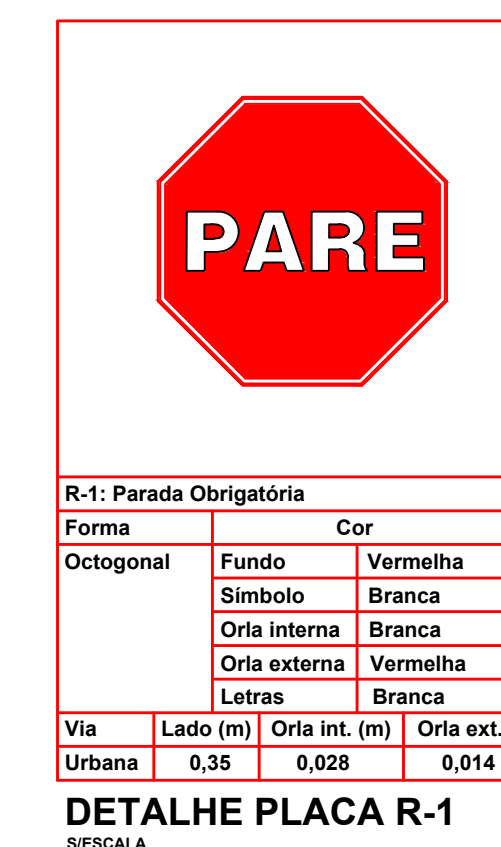 PARE
R-1: Parada Obrigatória
Forma Cor
Octogonal Fundo Vermelha
Símbolo Branca
Orla interna Branca
Orla externa Vermelha
Letras Branca
Via Lado (m) Orla int. (m) Orla ext.
Urbana 0,35 0,028 0,014
DETALHE PLACA R-1
S/ESCALA